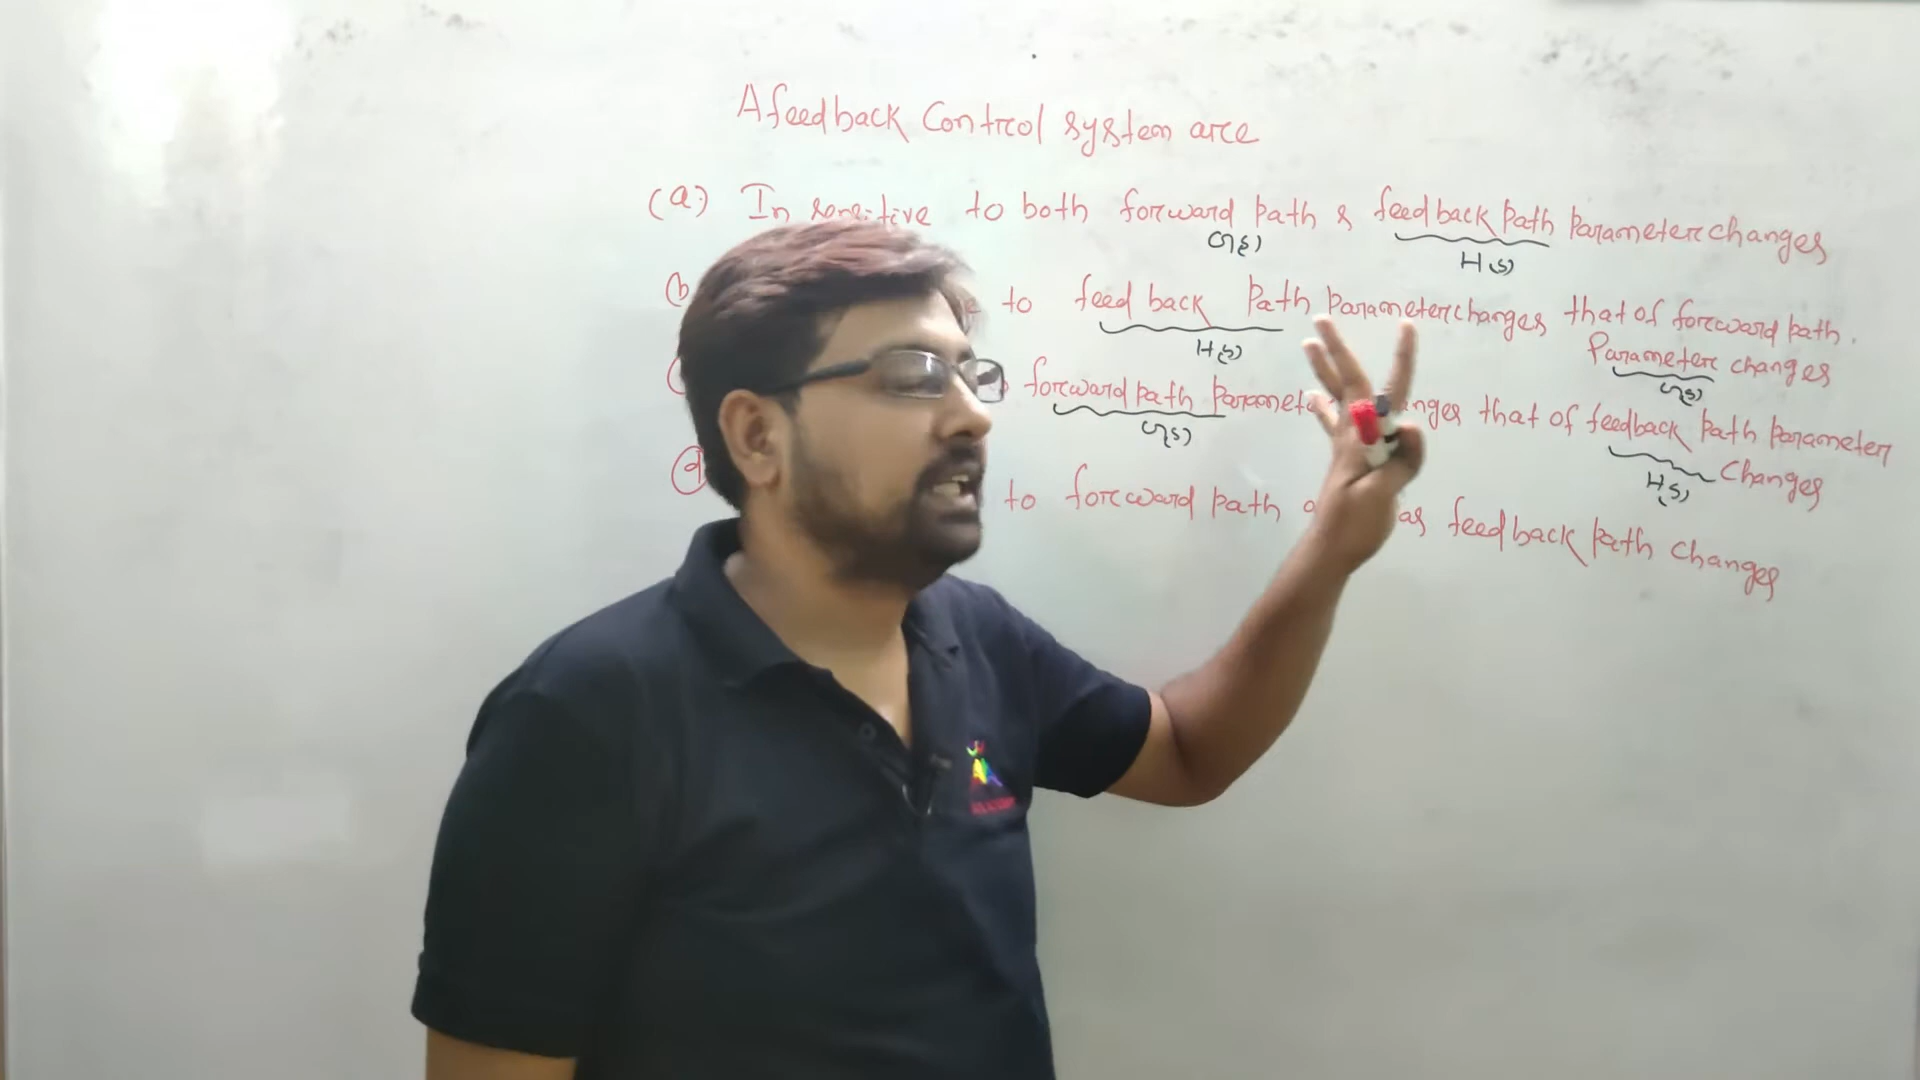 A feedback Control system are
(a) In sensitive to both forward path & feedback path Parameter changes
G(s)
H(s)
(b) to feed back Path Parameter changes that of forward path.
H(s)
Parameter changes
G(s)
forward path Parameter that of feedback path parameter
G(s)
changes
H(s)
(d) to forward path as feedback path changes